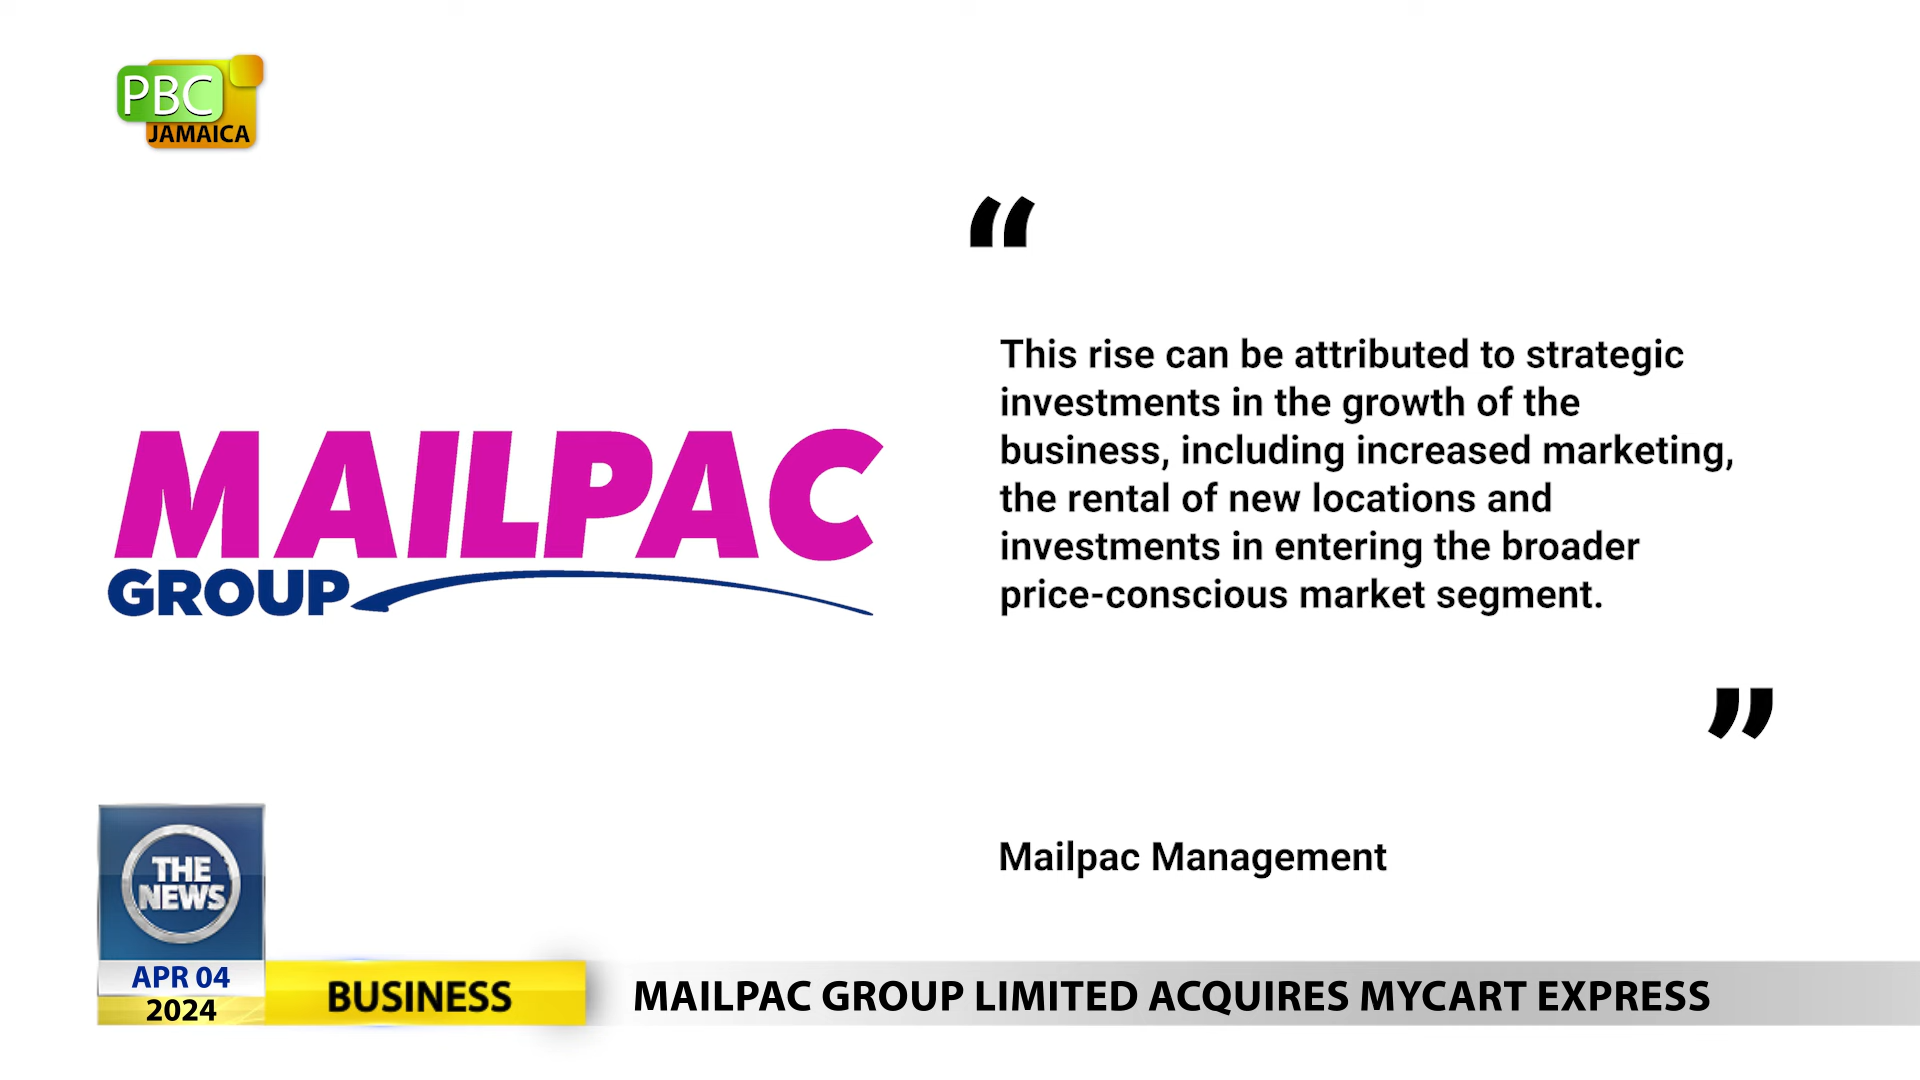 PBC
JAMAICA
“
This rise can be attributed to strategic
investments in the growth of the
business, including increased marketing,
the rental of new locations and
investments in entering the broader
price-conscious market segment.
”
MAILPAC
GROUP
Mailpac Management
THE
NEWS
APR 04
2024
BUSINESS
MAILPAC GROUP LIMITED ACQUIRES MYCART EXPRESS